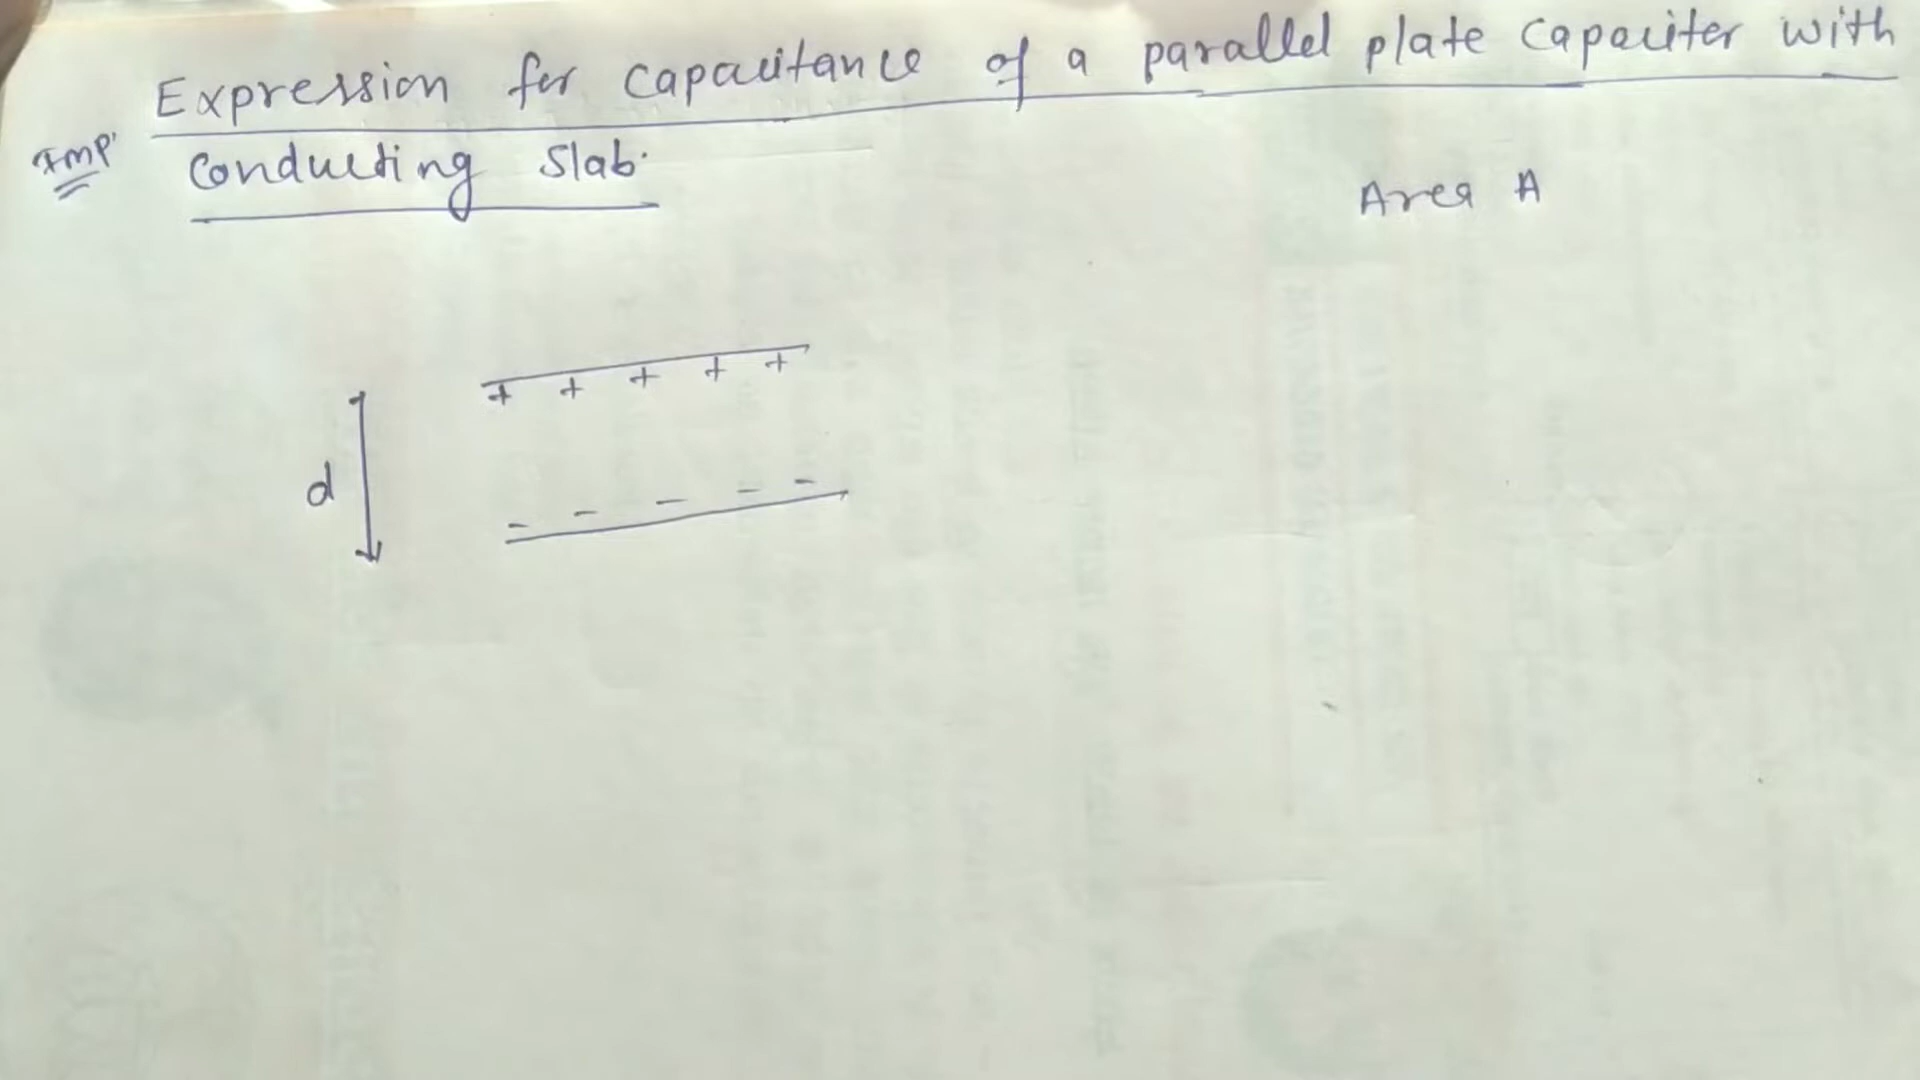 Expression for capacitance of a parallel plate capaciter with
IMP'
conducting slab.
Area A
+ + + + +
d
- - - - -